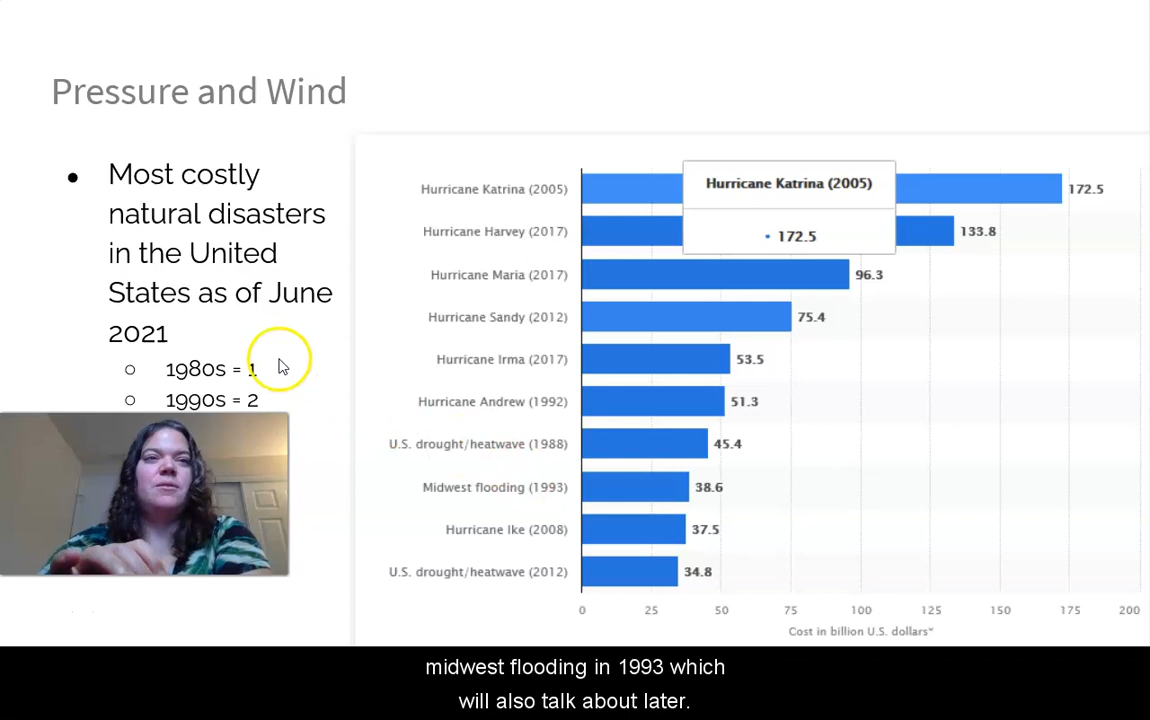 Pressure and Wind
● Most costly
natural disasters
in the United
States as of June
2021
○ 1980s = 1
○ 1990s = 2
Hurricane Katrina (2005)
172.5
Hurricane Katrina (2005) 172.5
Hurricane Harvey (2017) 133.8
Hurricane Maria (2017) 96.3
Hurricane Sandy (2012) 75.4
Hurricane Irma (2017) 53.5
Hurricane Andrew (1992) 51.3
U.S. drought/heatwave (1988) 45.4
Midwest flooding (1993) 38.6
Hurricane Ike (2008) 37.5
U.S. drought/heatwave (2012) 34.8
0 25 50 75 100 125 150 175 200
Cost in billion U.S. dollars*
midwest flooding in 1993 which
will also talk about later.